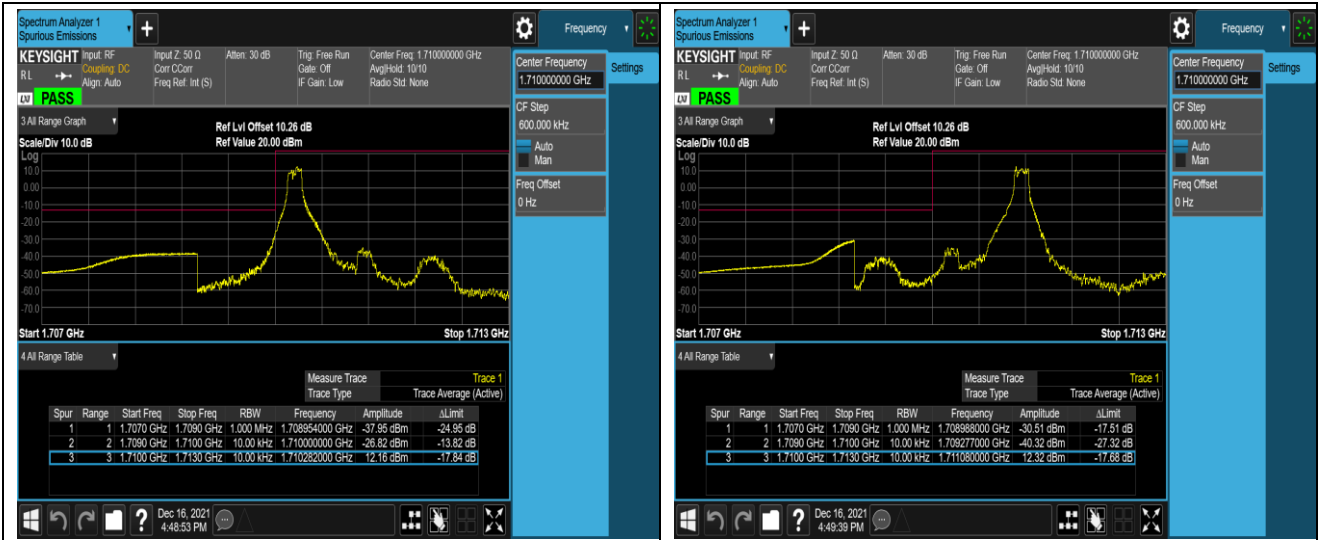 Spectrum Analyzer 1
Spurious Emissions
+
Frequency
KEYSIGHT Input: RF Input Z: 50 Ω Atten: 30 dB Trig: Free Run Center Freq: 1.710000000 GHz
Coupling: DC Corr CCorr Gate: Off Avg|Hold: 10/10
R L Align: Auto Freq Ref: Int (S) IF Gain: Low Radio Std: None
LXI PASS
3 All Range Graph
Ref Lvl Offset 10.26 dB
Scale/Div 10.0 dB Ref Value 20.00 dBm
Log
10.0
0.00
-10.0
-20.0
-30.0
-40.0
-50.0
-60.0
-70.0
Start 1.707 GHz Stop 1.713 GHz
4 All Range Table
Measure Trace Trace 1
Trace Type Trace Average (Active)
Spur Range Start Freq Stop Freq RBW Frequency Amplitude ΔLimit
1 1 1.7070 GHz 1.7090 GHz 1.000 MHz 1.708954000 GHz -37.95 dBm -24.95 dB
2 2 1.7090 GHz 1.7100 GHz 10.00 kHz 1.710000000 GHz -26.82 dBm -13.82 dB
3 3 1.7100 GHz 1.7130 GHz 10.00 kHz 1.710282000 GHz 12.16 dBm -17.84 dB
?
Dec 16, 2021
4:48:53 PM
Center Frequency
1.710000000 GHz
Settings
CF Step
600.000 kHz
Auto
Man
Freq Offset
0 Hz
Spectrum Analyzer 1
Spurious Emissions
+
Frequency
KEYSIGHT Input: RF Input Z: 50 Ω Atten: 30 dB Trig: Free Run Center Freq: 1.710000000 GHz
Coupling: DC Corr CCorr Gate: Off Avg|Hold: 10/10
R L Align: Auto Freq Ref: Int (S) IF Gain: Low Radio Std: None
LXI PASS
3 All Range Graph
Ref Lvl Offset 10.26 dB
Scale/Div 10.0 dB Ref Value 20.00 dBm
Log
10.0
0.00
-10.0
-20.0
-30.0
-40.0
-50.0
-60.0
-70.0
Start 1.707 GHz Stop 1.713 GHz
4 All Range Table
Measure Trace Trace 1
Trace Type Trace Average (Active)
Spur Range Start Freq Stop Freq RBW Frequency Amplitude ΔLimit
1 1 1.7070 GHz 1.7090 GHz 1.000 MHz 1.708988000 GHz -30.51 dBm -17.51 dB
2 2 1.7090 GHz 1.7100 GHz 10.00 kHz 1.709277000 GHz -40.32 dBm -27.32 dB
3 3 1.7100 GHz 1.7130 GHz 10.00 kHz 1.711080000 GHz 12.32 dBm -17.68 dB
?
Dec 16, 2021
4:49:39 PM
Center Frequency
1.710000000 GHz
Settings
CF Step
600.000 kHz
Auto
Man
Freq Offset
0 Hz